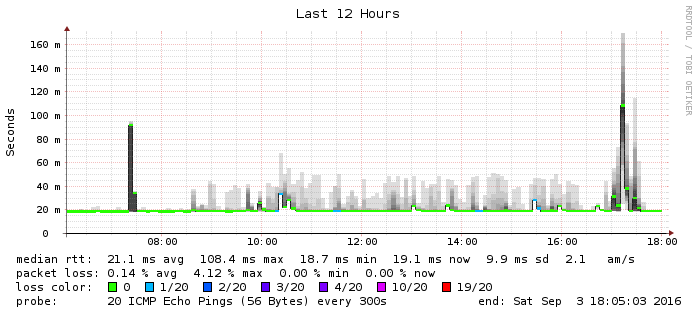 Last 12 Hours
RRDTOOL / TOBI OETIKER
Seconds
160 m
140 m
120 m
100 m
80 m
60 m
40 m
20 m
0
08:00 10:00 12:00 14:00 16:00 18:00
median rtt: 21.1 ms avg 108.4 ms max 18.7 ms min 19.1 ms now 9.9 ms sd 2.1 am/s
packet loss: 0.14 % avg 4.12 % max 0.00 % min 0.00 % now
loss color: 0 1/20 2/20 3/20 4/20 10/20 19/20
probe: 20 ICMP Echo Pings (56 Bytes) every 300s end: Sat Sep 3 18:05:03 2016